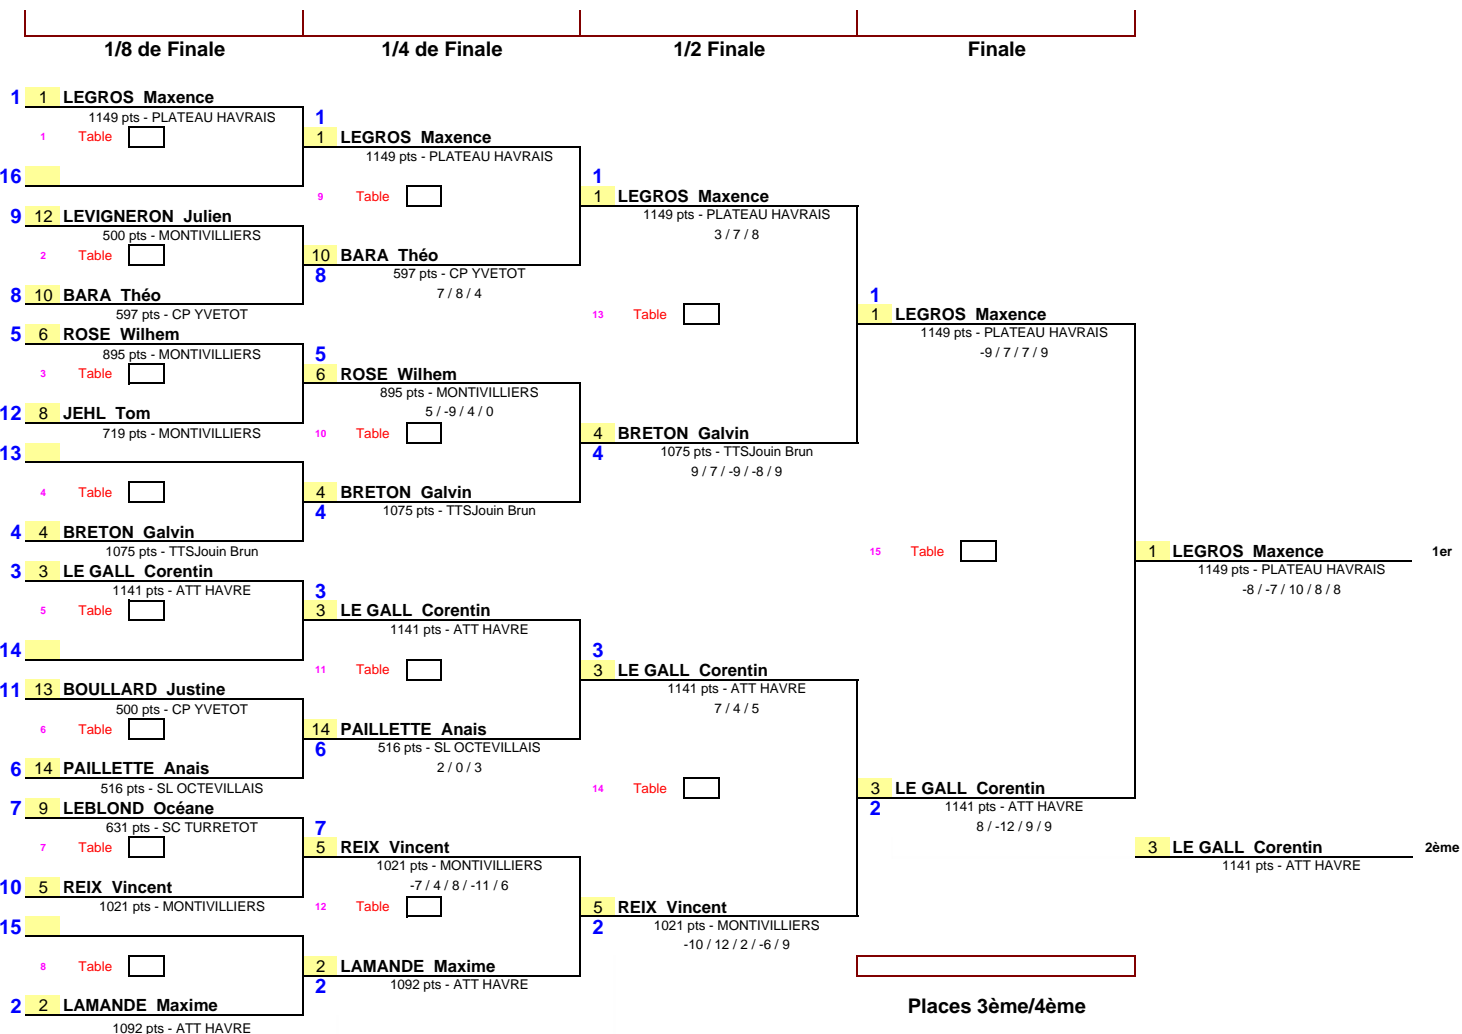 1/8 de Finale 1/4 de Finale 1/2 Finale Finale
1 1 LEGROS Maxence
1149 pts - PLATEAU HAVRAIS
1 Table
16
9 12 LEVIGNERON Julien
500 pts - MONTIVILLIERS
2 Table
8 10 BARA Théo
597 pts - CP YVETOT
5 6 ROSE Wilhem
895 pts - MONTIVILLIERS
3 Table
12 8 JEHL Tom
719 pts - MONTIVILLIERS
13
4 Table
4 4 BRETON Galvin
1075 pts - TTSJouin Brun
3 3 LE GALL Corentin
1141 pts - ATT HAVRE
5 Table
14
11 13 BOULLARD Justine
500 pts - CP YVETOT
6 Table
6 14 PAILLETTE Anais
516 pts - SL OCTEVILLAIS
7 9 LEBLOND Océane
631 pts - SC TURRETOT
7 Table
10 5 REIX Vincent
1021 pts - MONTIVILLIERS
15
8 Table
2 2 LAMANDE Maxime
1092 pts - ATT HAVRE
1
1 LEGROS Maxence
1149 pts - PLATEAU HAVRAIS
9 Table
10 BARA Théo
8 597 pts - CP YVETOT
7 / 8 / 4
5
6 ROSE Wilhem
895 pts - MONTIVILLIERS
5 / -9 / 4 / 0
10 Table
4 BRETON Galvin
4 1075 pts - TTSJouin Brun
3
3 LE GALL Corentin
1141 pts - ATT HAVRE
11 Table
14 PAILLETTE Anais
6 516 pts - SL OCTEVILLAIS
2 / 0 / 3
7
5 REIX Vincent
1021 pts - MONTIVILLIERS
-7 / 4 / 8 / -11 / 6
12 Table
2 LAMANDE Maxime
2 1092 pts - ATT HAVRE
1
1 LEGROS Maxence
1149 pts - PLATEAU HAVRAIS
3 / 7 / 8
13 Table
4 BRETON Galvin
4 1075 pts - TTSJouin Brun
9 / 7 / -9 / -8 / 9
3
3 LE GALL Corentin
1141 pts - ATT HAVRE
7 / 4 / 5
14 Table
5 REIX Vincent
2 1021 pts - MONTIVILLIERS
-10 / 12 / 2 / -6 / 9
1
1 LEGROS Maxence
1149 pts - PLATEAU HAVRAIS
-9 / 7 / 7 / 9
15 Table
3 LE GALL Corentin
2 1141 pts - ATT HAVRE
8 / -12 / 9 / 9
1 LEGROS Maxence 1er
1149 pts - PLATEAU HAVRAIS
-8 / -7 / 10 / 8 / 8
3 LE GALL Corentin 2ème
1141 pts - ATT HAVRE
Places 3ème/4ème